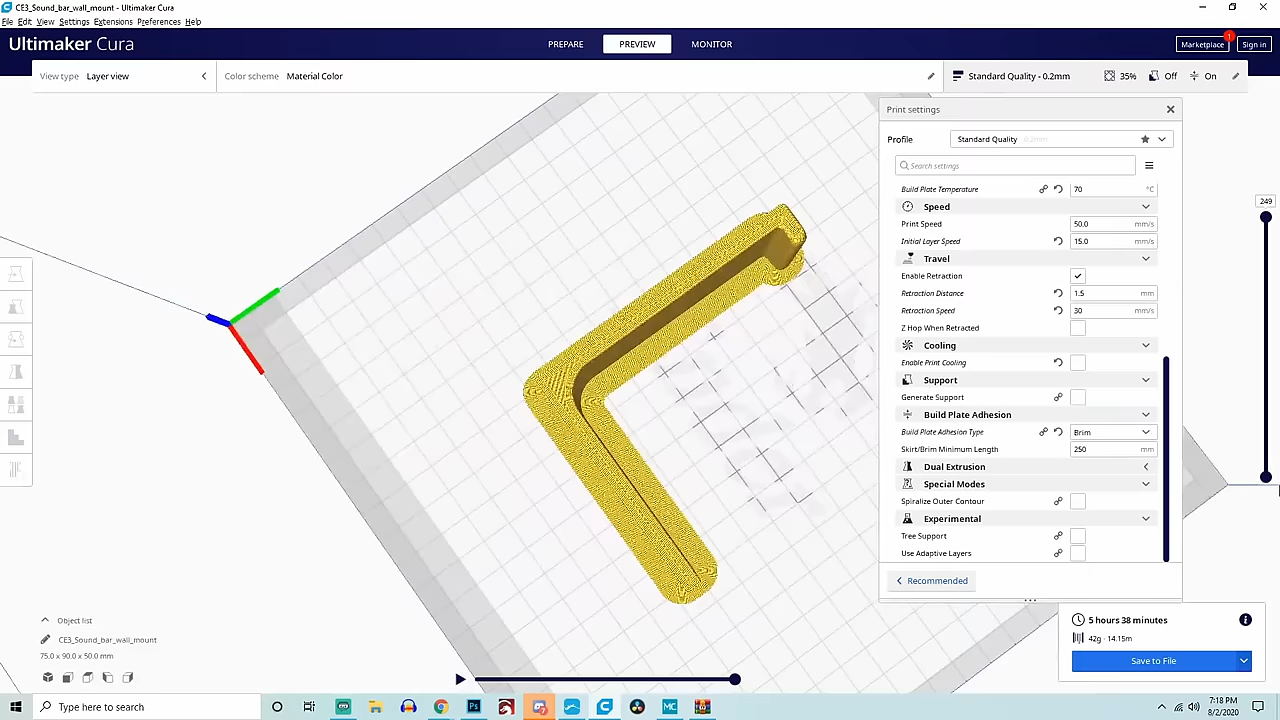 CE3_Sound_bar_wall_mount - Ultimaker Cura
File Edit View Settings Extensions Preferences Help
Ultimaker Cura
PREPARE PREVIEW MONITOR
Marketplace 1 Sign in
View type Layer view
Color scheme Material Color
Standard Quality - 0.2mm 35% Off On
Print settings
Profile Standard Quality 0.2mm
Search settings
Build Plate Temperature 70 °C
Speed
Print Speed 50.0 mm/s
Initial Layer Speed 15.0 mm/s
Travel
Enable Retraction
Retraction Distance 1.5 mm
Retraction Speed 30 mm/s
Z Hop When Retracted
Cooling
Enable Print Cooling
Support
Generate Support
Build Plate Adhesion
Build Plate Adhesion Type Brim
Skirt/Brim Minimum Length 250 mm
Dual Extrusion
Special Modes
Spiralize Outer Contour
Experimental
Tree Support
Use Adaptive Layers
Recommended
249
Object list
CE3_Sound_bar_wall_mount
75.0 x 90.0 x 50.0 mm
5 hours 38 minutes
42g · 14.15m
Save to File
Type here to search
7:18 PM
8/2/2020